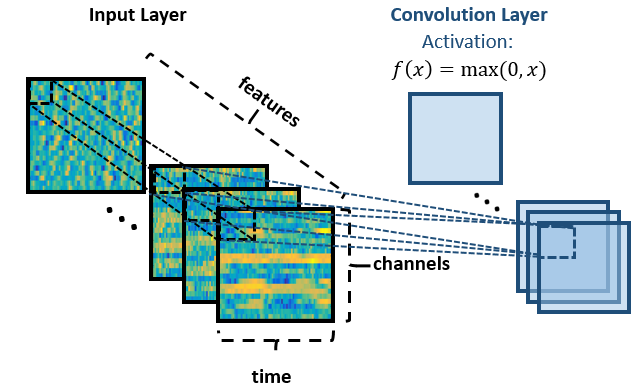 Input Layer
Convolution Layer
Activation:
f(x) = max(0, x)
features
channels
time